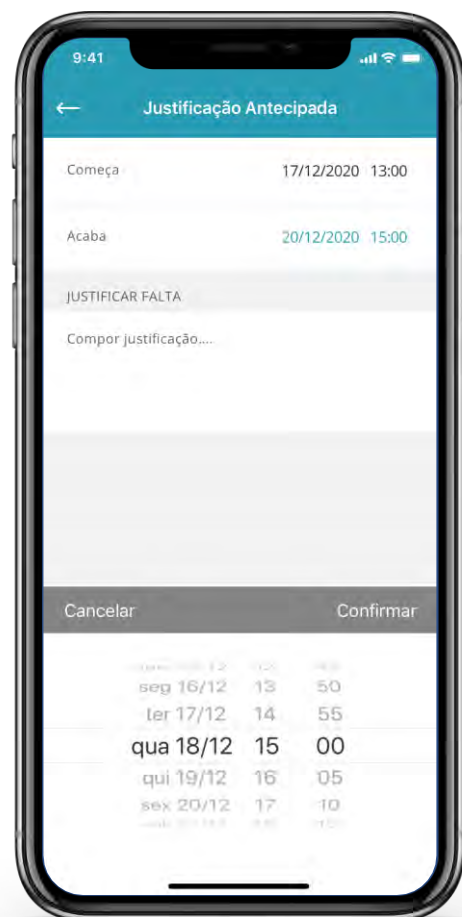 9:41
Justificação Antecipada
Começa 17/12/2020 13:00
Acaba 20/12/2020 15:00
JUSTIFICAR FALTA
Compor justificação....
Cancelar Confirmar
seg 16/12 13 50
ter 17/12 14 55
qua 18/12 15 00
qui 19/12 16 05
sex 20/12 17 10